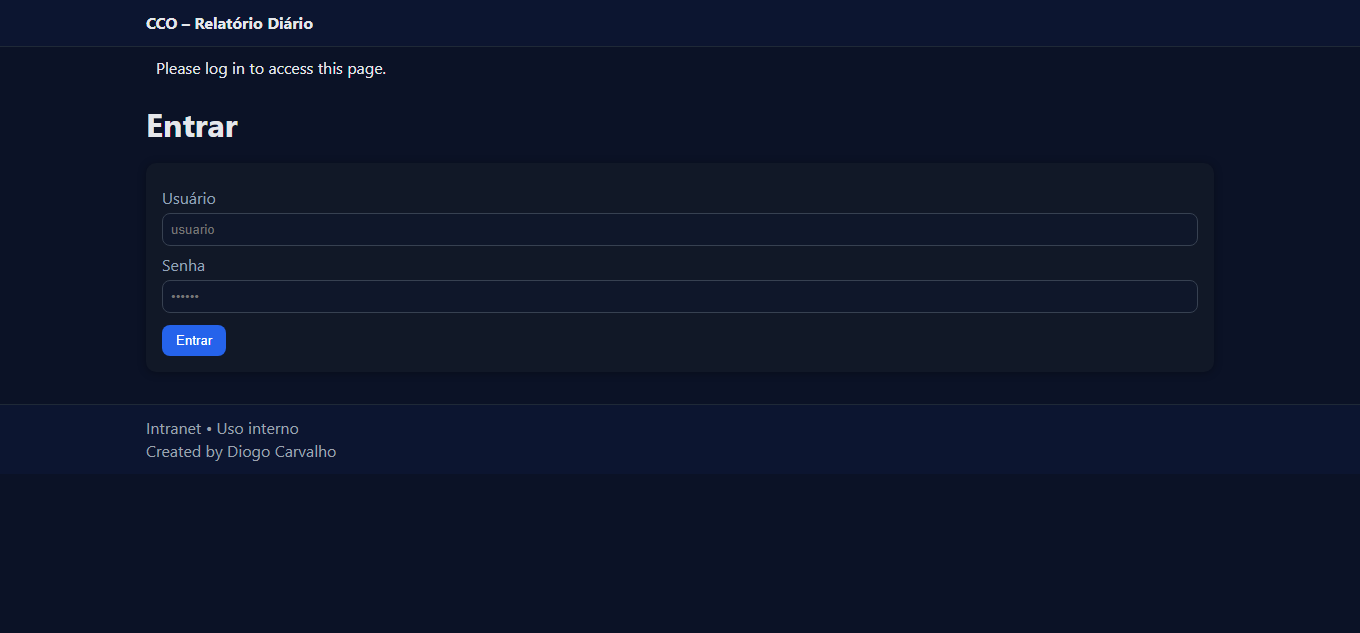 CCO – Relatório Diário
Please log in to access this page.
Entrar
Usuário
usuario
Senha
••••••
Entrar
Intranet • Uso interno
Created by Diogo Carvalho